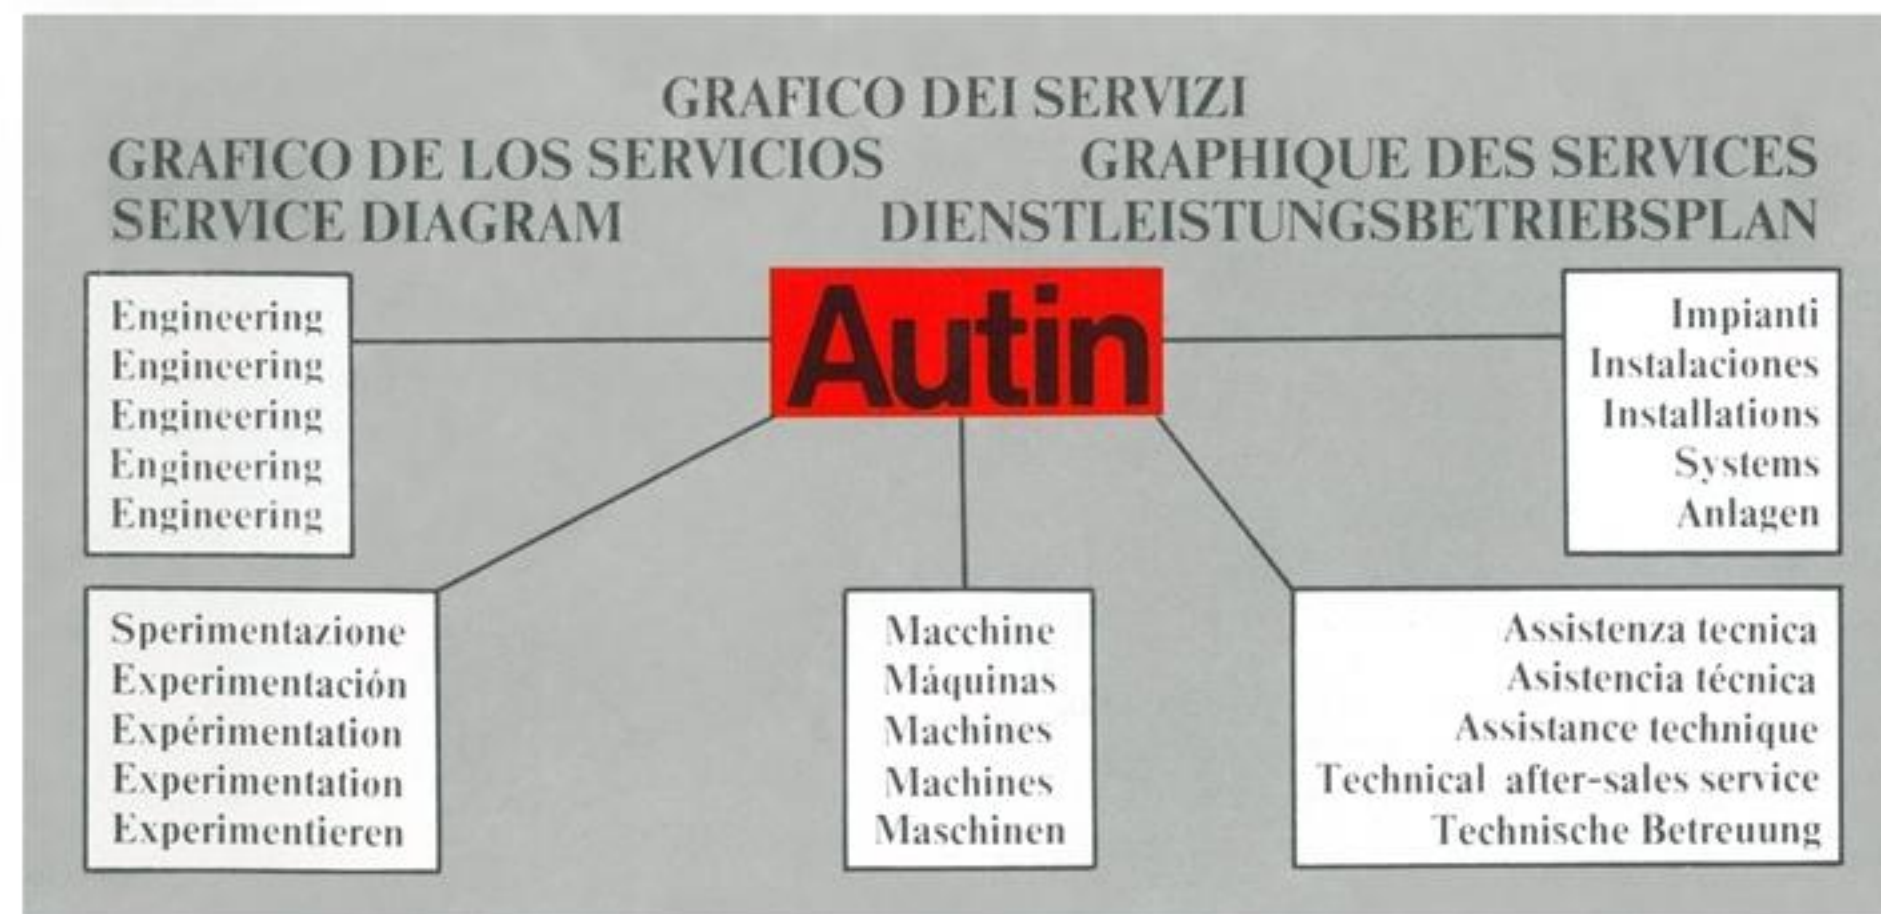 GRAFICO DEI SERVIZI
GRAFICO DE LOS SERVICIOS
GRAPHIQUE DES SERVICES
SERVICE DIAGRAM
DIENSTLEISTUNGSBETRIEBSPLAN
Autin
Engineering
Engineering
Engineering
Engineering
Engineering
Impianti
Instalaciones
Installations
Systems
Anlagen
Sperimentazione
Experimentación
Expérimentation
Experimentation
Experimentieren
Macchine
Máquinas
Machines
Machines
Maschinen
Assistenza tecnica
Asistencia técnica
Assistance technique
Technical after-sales service
Technische Betreuung